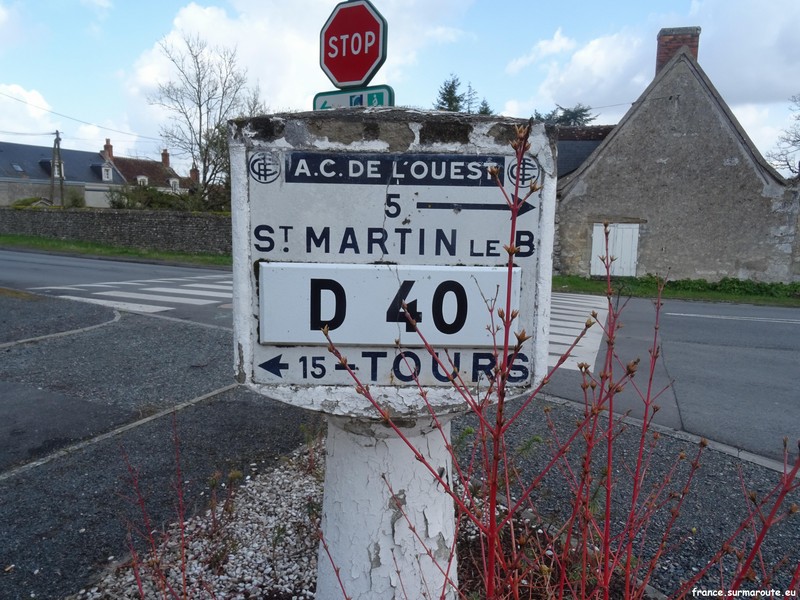 STOP
A.C. DE L'OUEST
5
ST MARTIN LE B
D 40
15 TOURS
france.surmaroute.eu